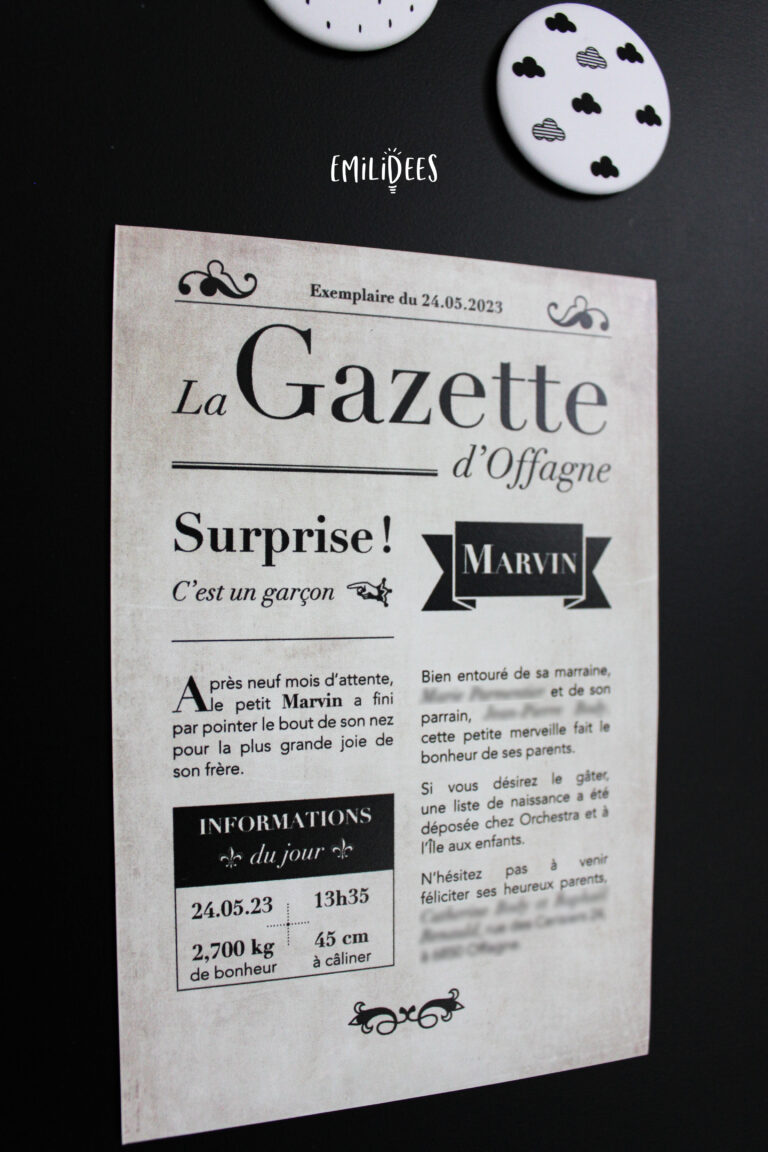 EMILIDEES
Exemplaire du 24.05.2023
La Gazette
d'Offagne
Surprise !
C'est un garçon
Après neuf mois d'attente,
le petit Marvin a fini
par pointer le bout de son nez
pour la plus grande joie de
son frère.
INFORMATIONS
du jour
24.05.23
13h35
2,700 kg
de bonheur
45 cm
à câliner
MARVIN
Bien entouré de sa marraine,
et de son
parrain,
cette petite merveille fait le
bonheur de ses parents.
Si vous désirez le gâter,
une liste de naissance a été
déposée chez Orchestra et à
l'Île aux enfants.
N'hésitez pas à venir
féliciter ses heureux parents,